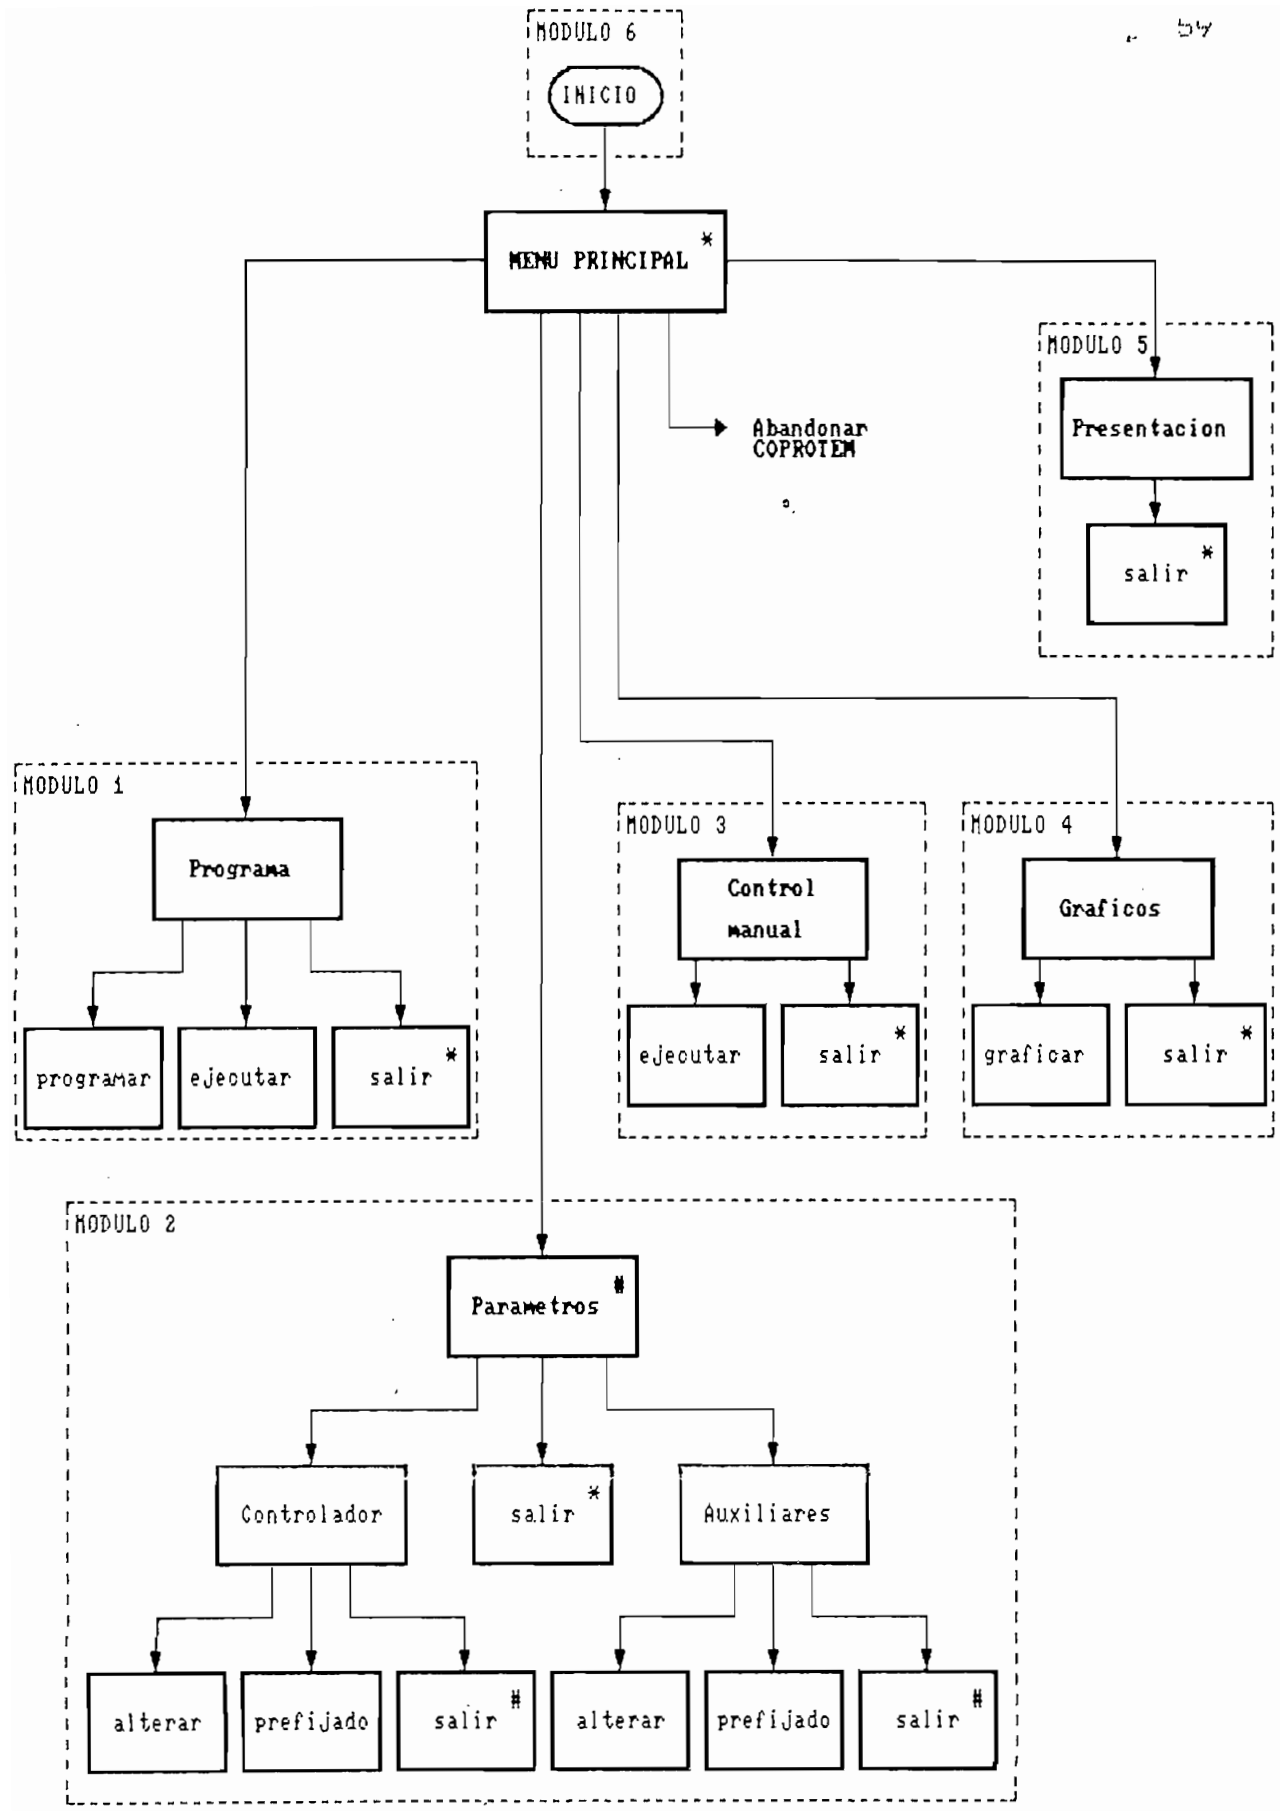 54
MODULO 6
INICIO
MENU PRINCIPAL *
MODULO 5
Presentacion
salir *
Abandonar
COPROTEM
MODULO 1
Programa
programar
ejecutar
salir *
MODULO 3
Control
manual
ejecutar
salir *
MODULO 4
Graficos
graficar
salir *
MODULO 2
Parametros #
Controlador
salir *
Auxiliares
alterar
prefijado
salir #
alterar
prefijado
salir #